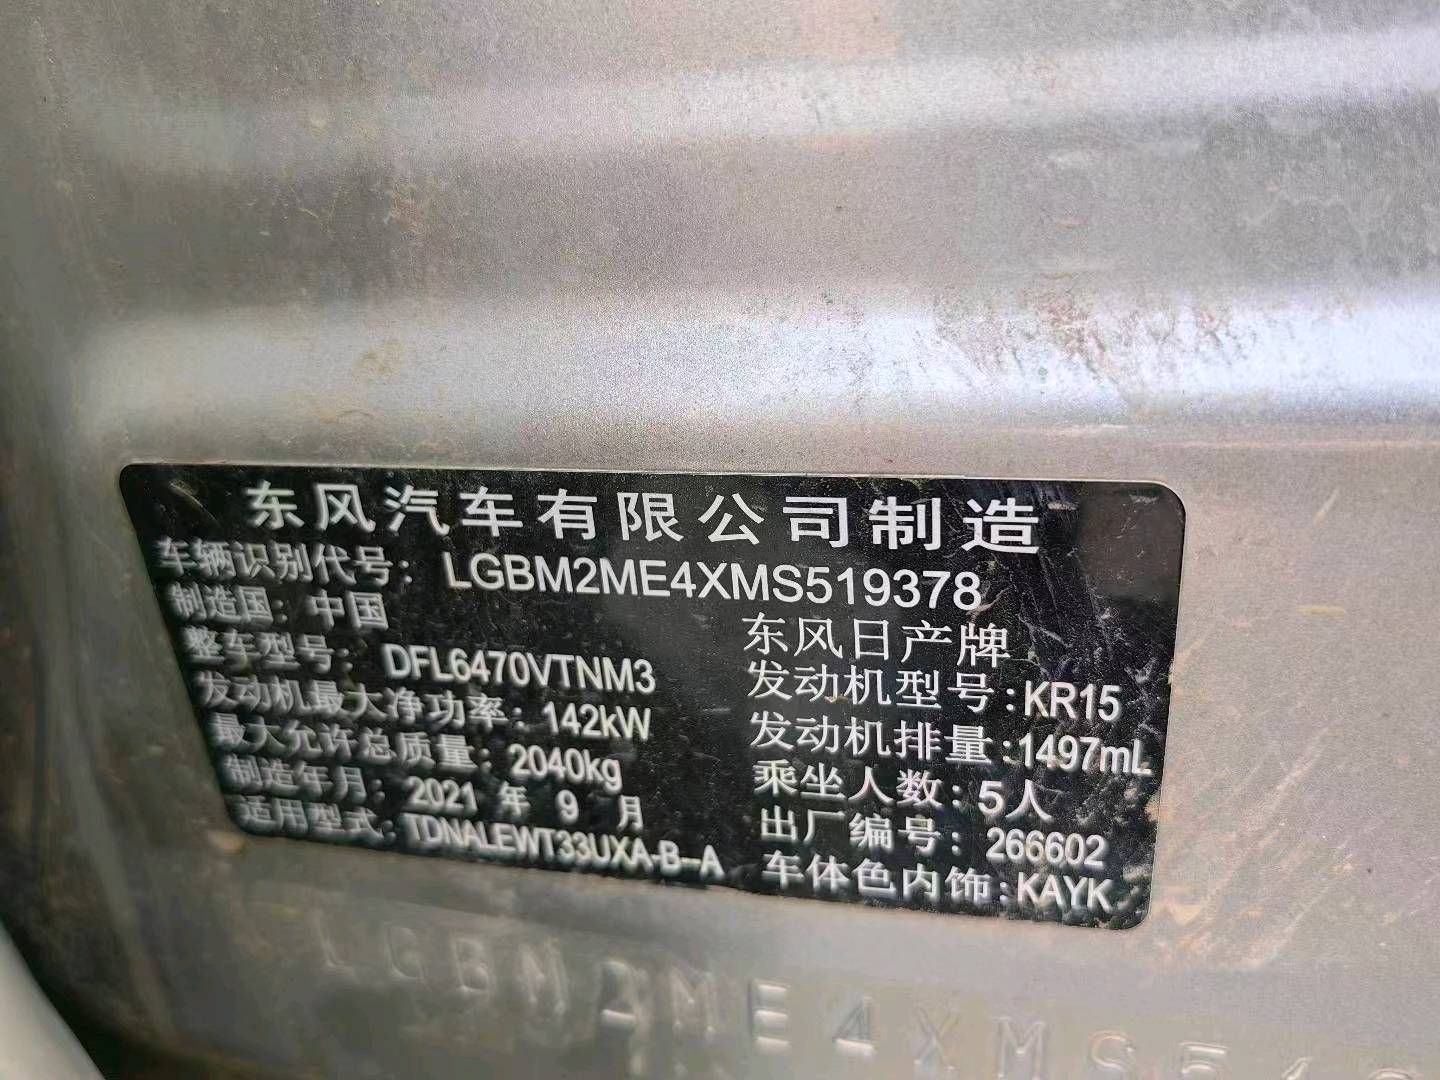 东风汽车有限公司制造
车辆识别代号: LGBM2ME4XMS519378
制造国: 中国
东风日产牌
整车型号: DFL6470VTNM3
发动机型号:KR15
发动机最大净功率: 142kW
发动机排量:1497mL
最大允许总质量: 2040kg
乘坐人数: 5人
制造年月: 2021 年 9 月
出厂编号: 266602
适用型式: TDNALEWT33UXA-B--A
车体色内饰:KAYK
LGBM2ME4XMS51